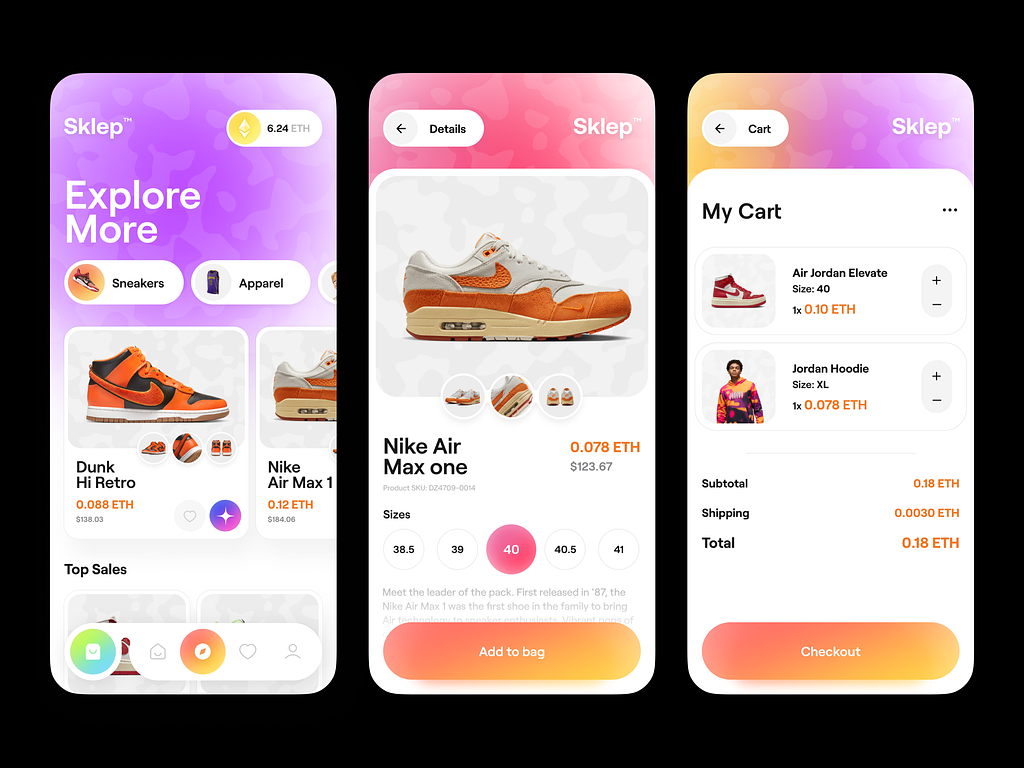 Sklep™
6.24 ETH
Explore
More
Sneakers
Apparel
Dunk
Hi Retro
0.088 ETH
$138.03
Nike
Air Max 1
0.12 ETH
$184.06
Top Sales
Details
Sklep™
Nike Air
Max one
0.078 ETH
$123.67
Product SKU: DZ4709-0014
Sizes
38.5
39
40
40.5
41
Meet the leader of the pack. First released in '87, the
Nike Air Max 1 was the first shoe in the family to bring
Air technology to sneaker enthusiasts. Vibrant pops of
Add to bag
Cart
Sklep™
My Cart
Air Jordan Elevate
Size: 40
1x 0.10 ETH
Jordan Hoodie
Size: XL
1x 0.078 ETH
Subtotal
0.18 ETH
Shipping
0.0030 ETH
Total
0.18 ETH
Checkout